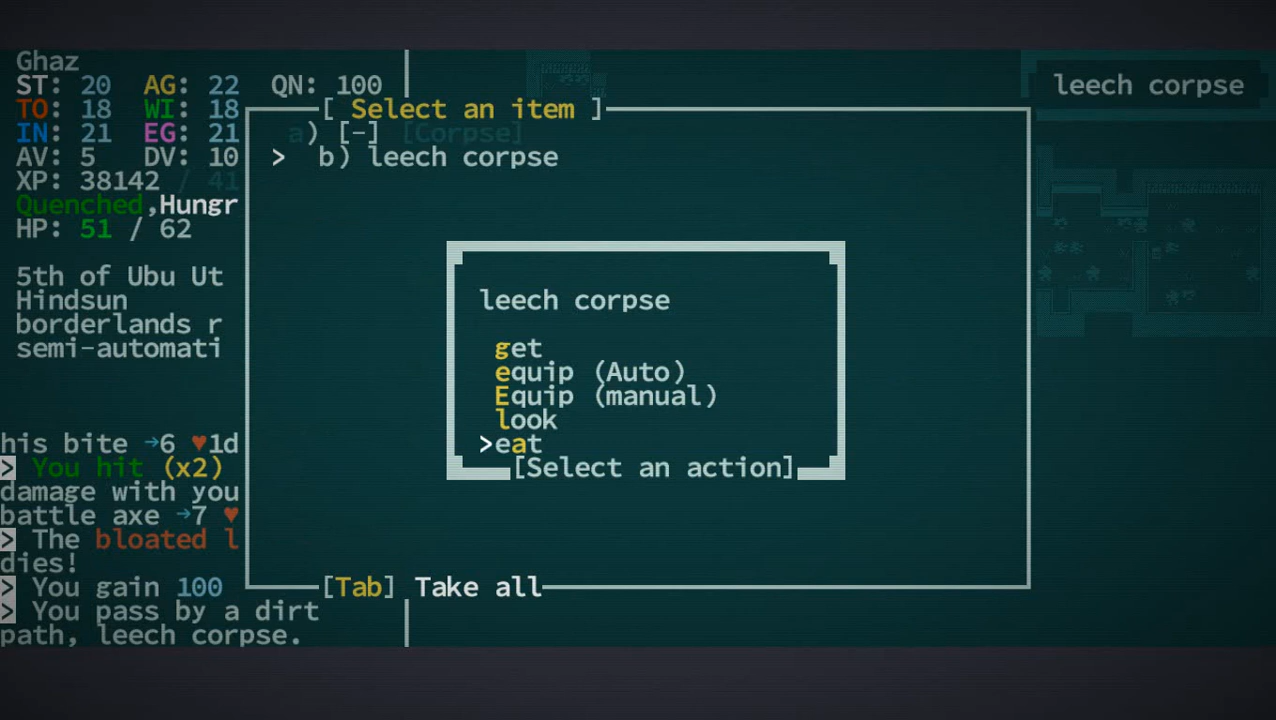 Ghaz
ST: 20 AG: 22 QN: 100
TO: 18 WI: 18
IN: 21 EG: 21
AV: 5 DV: 10
XP: 38142 / 41
Quenched,Hungr
HP: 51 / 62
5th of Ubu Ut
Hindsun
borderlands r
semi-automati
his bite →6 ♥1d
> You hit (x2)
damage with you
battle axe →7 ♥
> The bloated l
dies!
> You gain 100
> You pass by a dirt
path, leech corpse.
[ Select an item ]
a) [-] [Corpse]
> b) leech corpse
leech corpse
get
equip (Auto)
Equip (manual)
look
>eat
[Select an action]
[Tab] Take all
leech corpse